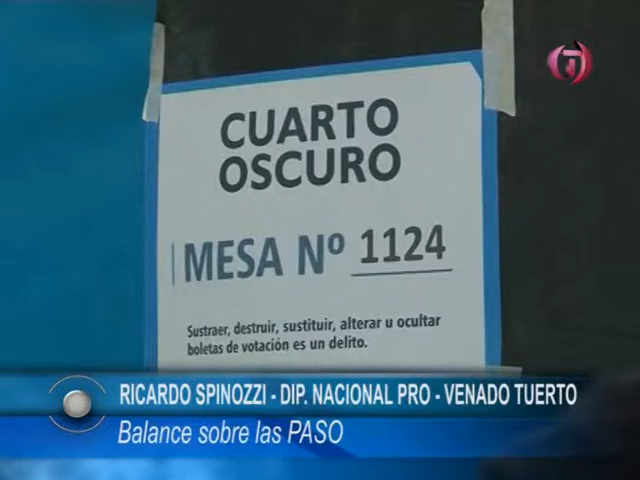 CUARTO
OSCURO
MESA Nº 1124
Sustraer, destruir, sustituir, alterar u ocultar
boletas de votación es un delito.
RICARDO SPINOZZI - DIP. NACIONAL PRO - VENADO TUERTO
Balance sobre las PASO